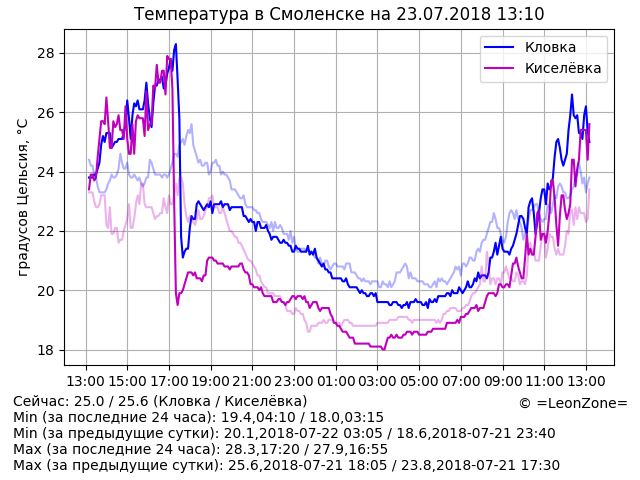 Температура в Смоленске на 23.07.2018 13:10
градусов Цельсия, °C
28
26
24
22
20
18
Кловка
Киселёвка
13:00 15:00 17:00 19:00 21:00 23:00 01:00 03:00 05:00 07:00 09:00 11:00 13:00
Сейчас: 25.0 / 25.6 (Кловка / Киселёвка)
© =LeonZone=
Min (за последние 24 часа): 19.4,04:10 / 18.0,03:15
Min (за предыдущие сутки): 20.1,2018-07-22 03:05 / 18.6,2018-07-21 23:40
Max (за последние 24 часа): 28.3,17:20 / 27.9,16:55
Max (за предыдущие сутки): 25.6,2018-07-21 18:05 / 23.8,2018-07-21 17:30